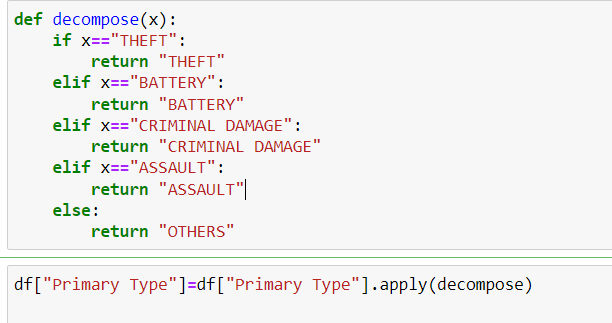 def decompose(x):
    if x=="THEFT":
        return "THEFT"
    elif x=="BATTERY":
        return "BATTERY"
    elif x=="CRIMINAL DAMAGE":
        return "CRIMINAL DAMAGE"
    elif x=="ASSAULT":
        return "ASSAULT"
    else:
        return "OTHERS"
df["Primary Type"]=df["Primary Type"].apply(decompose)